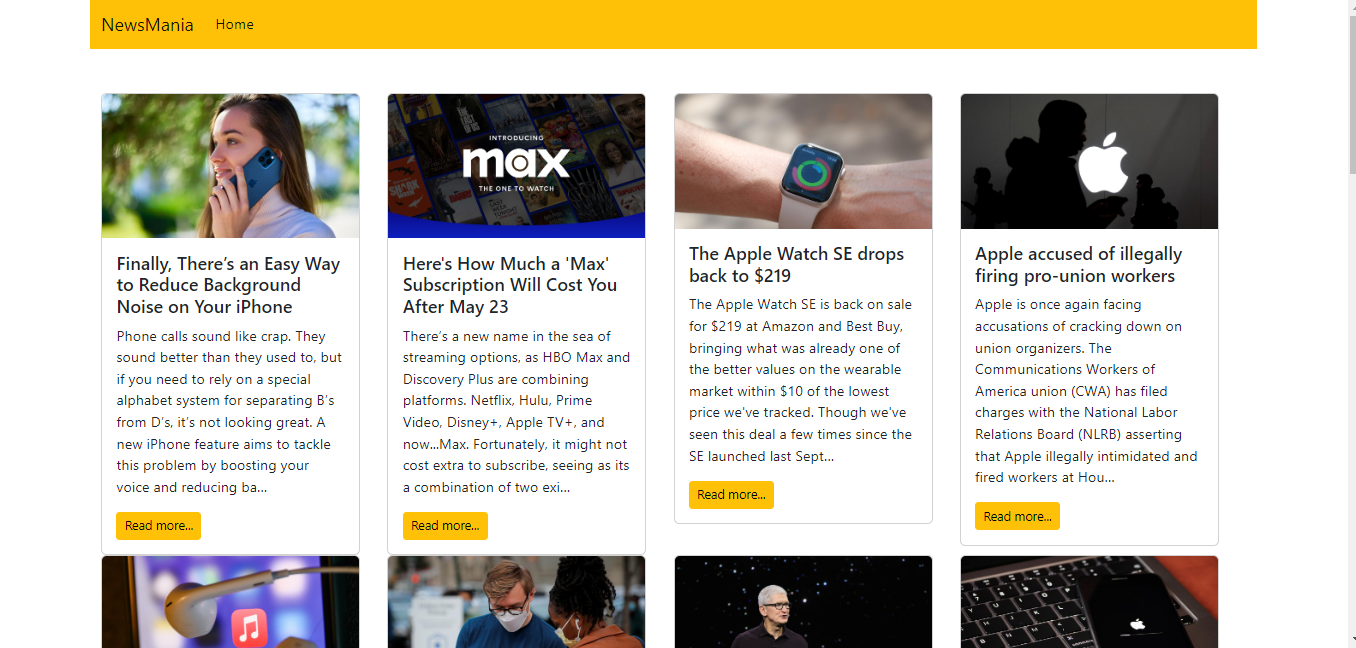 NewsMania
Home
INTRODUCING
max
THE ONE TO WATCH
Finally, There’s an Easy Way
to Reduce Background
Noise on Your iPhone
Phone calls sound like crap. They
sound better than they used to, but
if you need to rely on a special
alphabet system for separating B’s
from D’s, it’s not looking great. A
new iPhone feature aims to tackle
this problem by boosting your
voice and reducing ba...
Read more...
Here's How Much a 'Max'
Subscription Will Cost You
After May 23
There’s a new name in the sea of
streaming options, as HBO Max and
Discovery Plus are combining
platforms. Netflix, Hulu, Prime
Video, Disney+, Apple TV+, and
now...Max. Fortunately, it might not
cost extra to subscribe, seeing as its
a combination of two exi...
Read more...
The Apple Watch SE drops
back to $219
The Apple Watch SE is back on sale
for $219 at Amazon and Best Buy,
bringing what was already one of
the better values on the wearable
market within $10 of the lowest
price we've tracked. Though we've
seen this deal a few times since the
SE launched last Sept...
Read more...
Apple accused of illegally
firing pro-union workers
Apple is once again facing
accusations of cracking down on
union organizers. The
Communications Workers of
America union (CWA) has filed
charges with the National Labor
Relations Board (NLRB) asserting
that Apple illegally intimidated and
fired workers at Hou...
Read more...